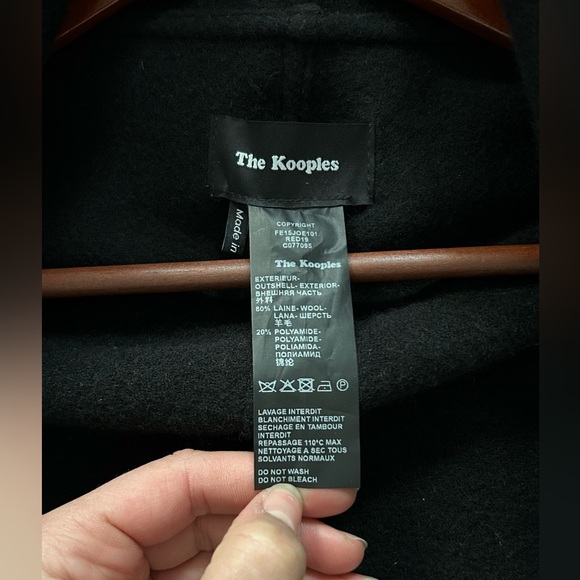 The Kooples
Made in
COPYRIGHT
FE15JOE101
RED19
C077095
The Kooples
EXTERIEUR-
OUTSHELL- EXTERIOR-
ВНЕШНЯЯ ЧАСТЬ
外料
80% LAINE- WOOL-
LANA- ШЕРСТЬ
羊毛
20% POLYAMIDE-
POLYAMIDE-
POLIAMIDA-
ПОЛИАМИД
锦纶
P
LAVAGE INTERDIT
BLANCHIMENT INTERDIT
SECHAGE EN TAMBOUR
INTERDIT
REPASSAGE 110°C MAX
NETTOYAGE A SEC TOUS
SOLVANTS NORMAUX
DO NOT WASH
DO NOT BLEACH